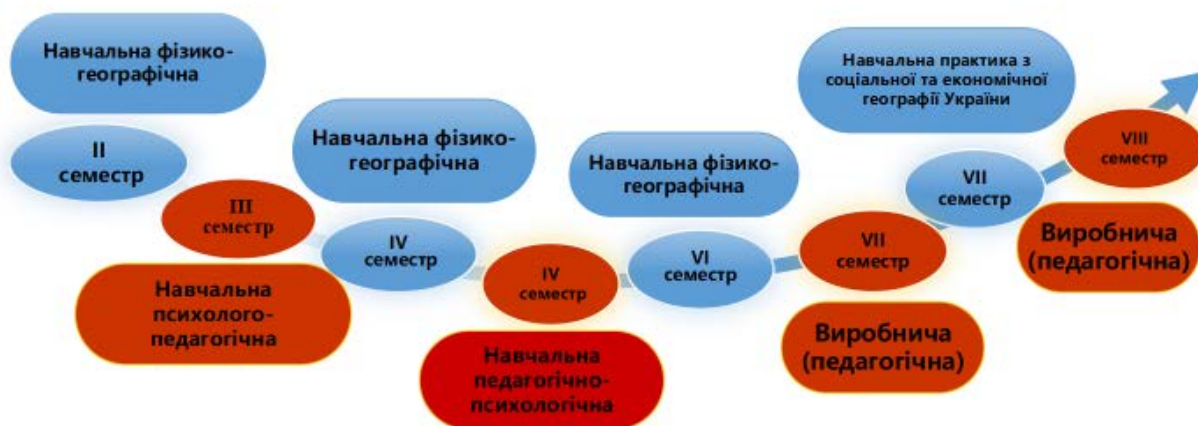 Навчальна фізико-
географічна
II
семестр
III
семестр
Навчальна
психолого-
педагогічна
Навчальна фізико-
географічна
IV
семестр
IV
семестр
Навчальна
педагогічно-
психологічна
Навчальна фізико-
географічна
VI
семестр
VII
семестр
Виробнича
(педагогічна)
Навчальна практика з
соціальної та економічної
географії України
VII
семестр
VIII
семестр
Виробнича
(педагогічна)